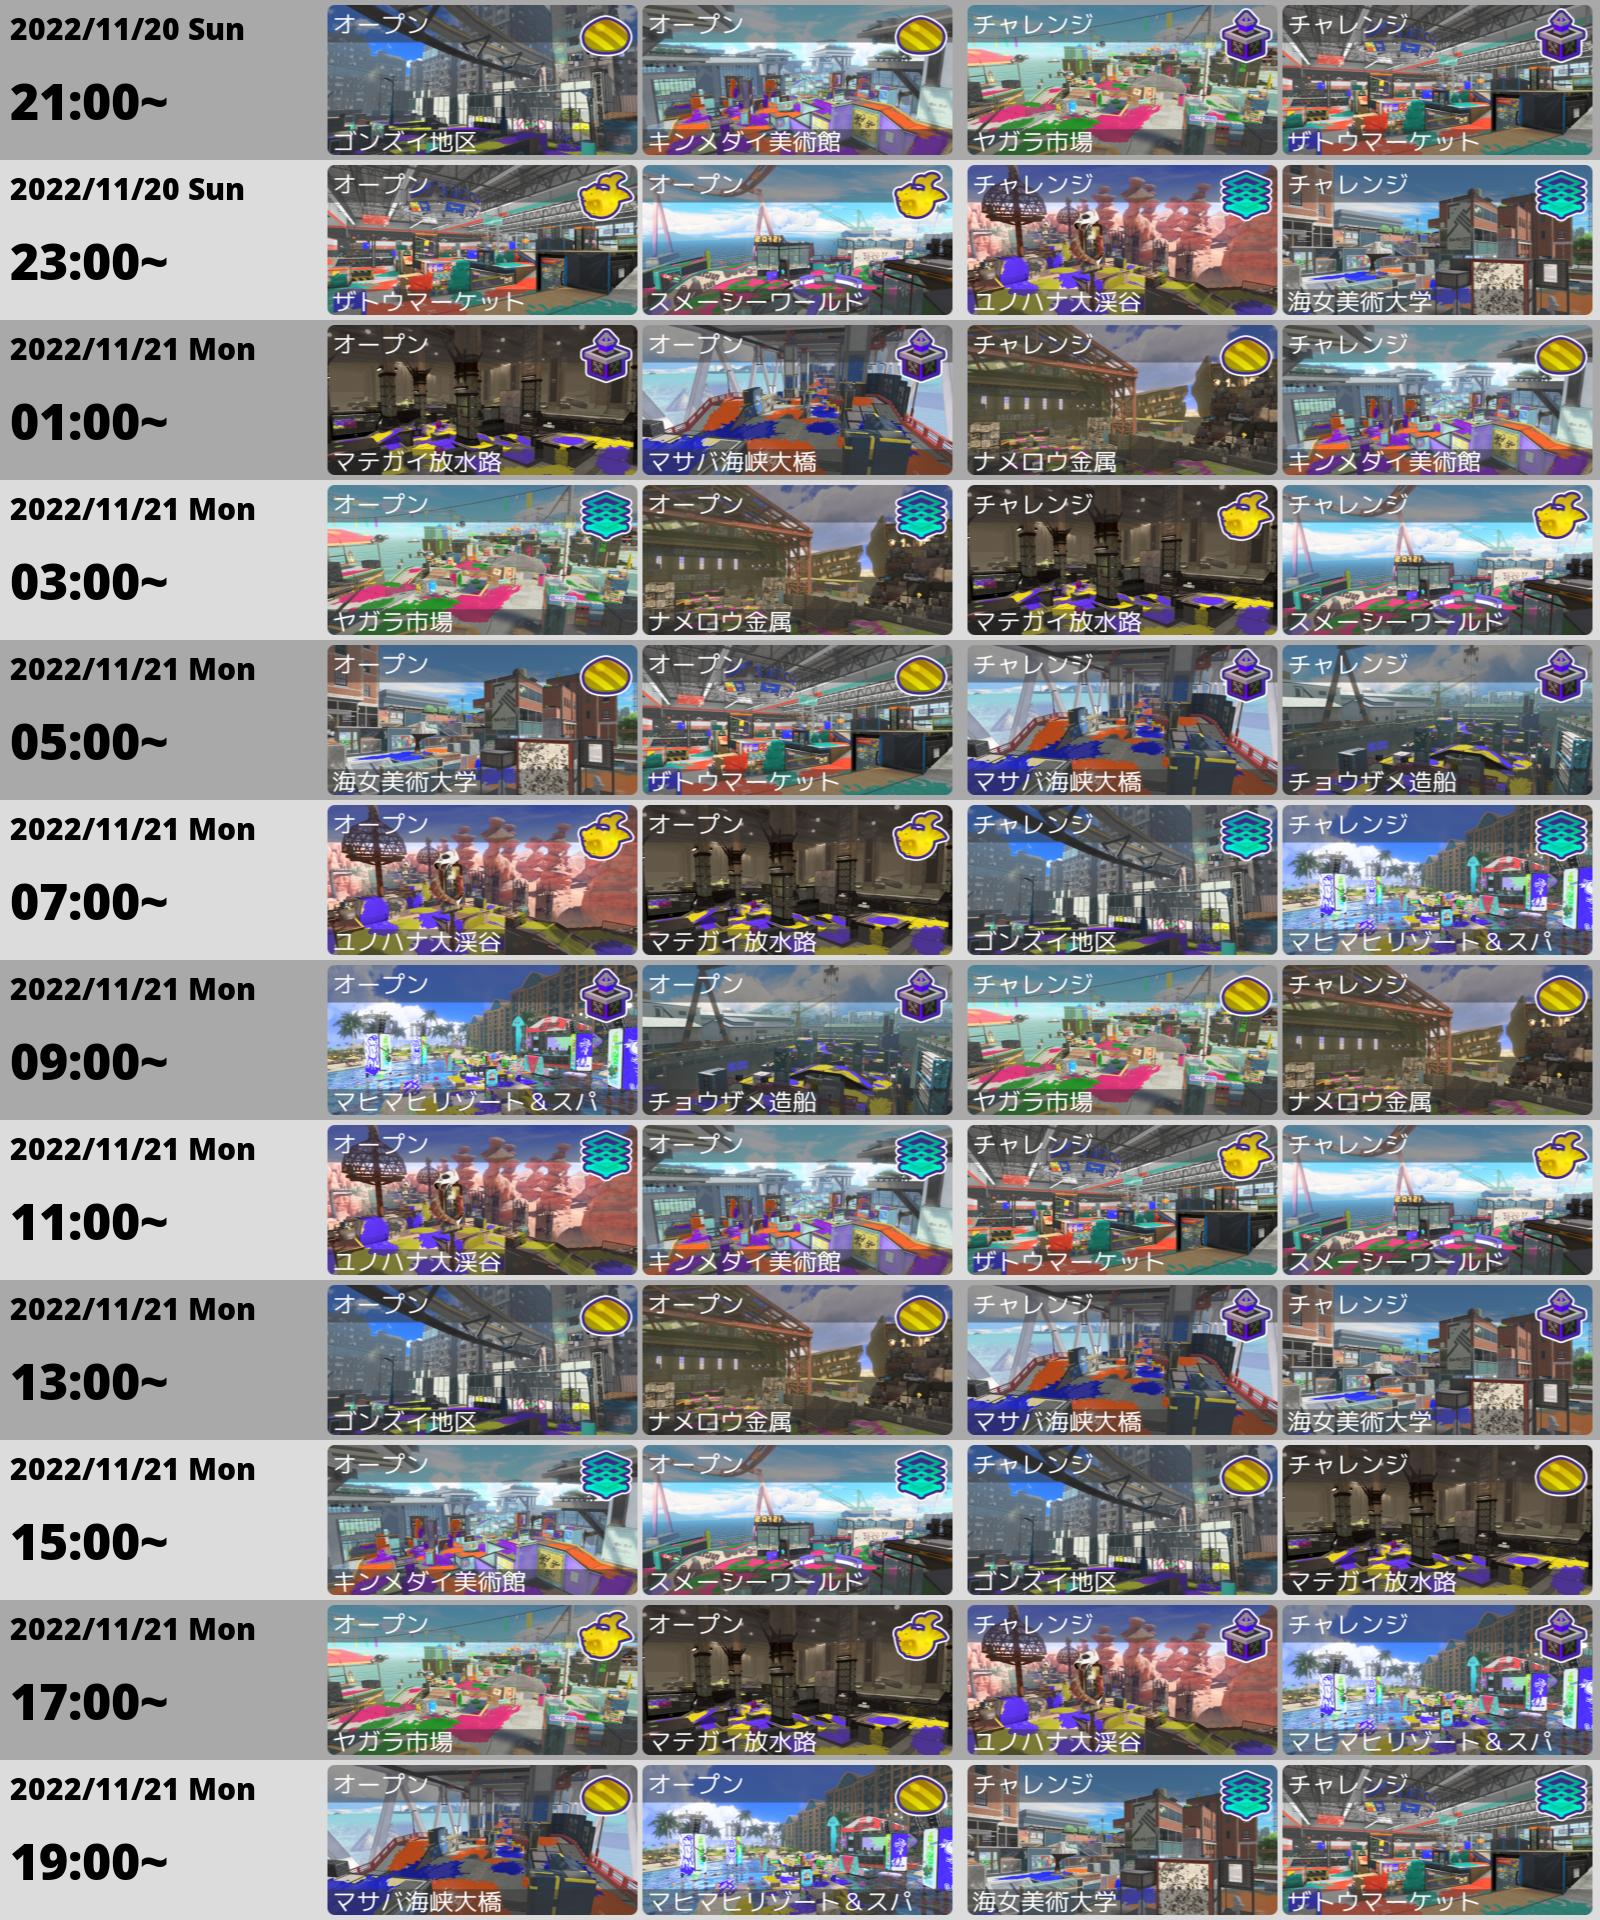 2022/11/20 Sun
21:00~
オープン
ゴンズイ地区
オープン
キンメダイ美術館
チャレンジ
ヤガラ市場
チャレンジ
ザトウマーケット
2022/11/20 Sun
23:00~
オープン
ザトウマーケット
オープン
スメーシーワールド
チャレンジ
ユノハナ大渓谷
チャレンジ
海女美術大学
2022/11/21 Mon
01:00~
オープン
マテガイ放水路
オープン
マサバ海峡大橋
チャレンジ
ナメロウ金属
チャレンジ
キンメダイ美術館
2022/11/21 Mon
03:00~
オープン
ヤガラ市場
オープン
ナメロウ金属
チャレンジ
マテガイ放水路
チャレンジ
スメーシーワールド
2022/11/21 Mon
05:00~
オープン
海女美術大学
オープン
ザトウマーケット
チャレンジ
マサバ海峡大橋
チャレンジ
チョウザメ造船
2022/11/21 Mon
07:00~
オープン
ユノハナ大渓谷
オープン
マテガイ放水路
チャレンジ
ゴンズイ地区
チャレンジ
マヒマヒリゾート＆スパ
2022/11/21 Mon
09:00~
オープン
マヒマヒリゾート＆スパ
オープン
チョウザメ造船
チャレンジ
ヤガラ市場
チャレンジ
ナメロウ金属
2022/11/21 Mon
11:00~
オープン
ユノハナ大渓谷
オープン
キンメダイ美術館
チャレンジ
ザトウマーケット
チャレンジ
スメーシーワールド
2022/11/21 Mon
13:00~
オープン
ゴンズイ地区
オープン
ナメロウ金属
チャレンジ
マサバ海峡大橋
チャレンジ
海女美術大学
2022/11/21 Mon
15:00~
オープン
キンメダイ美術館
オープン
スメーシーワールド
チャレンジ
ゴンズイ地区
チャレンジ
マテガイ放水路
2022/11/21 Mon
17:00~
オープン
ヤガラ市場
オープン
マテガイ放水路
チャレンジ
ユノハナ大渓谷
チャレンジ
マヒマヒリゾート＆スパ
2022/11/21 Mon
19:00~
オープン
マサバ海峡大橋
オープン
マヒマヒリゾート＆スパ
チャレンジ
海女美術大学
チャレンジ
ザトウマーケット